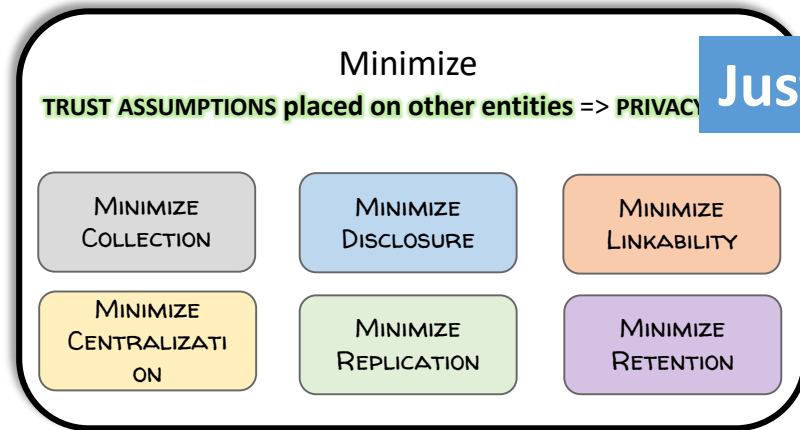 Minimize
TRUST ASSUMPTIONS placed on other entities => PRIVACY
Jus
MINIMIZE
COLLECTION
MINIMIZE
DISCLOSURE
MINIMIZE
LINKABILITY
MINIMIZE
CENTRALIZATI
ON
MINIMIZE
REPLICATION
MINIMIZE
RETENTION